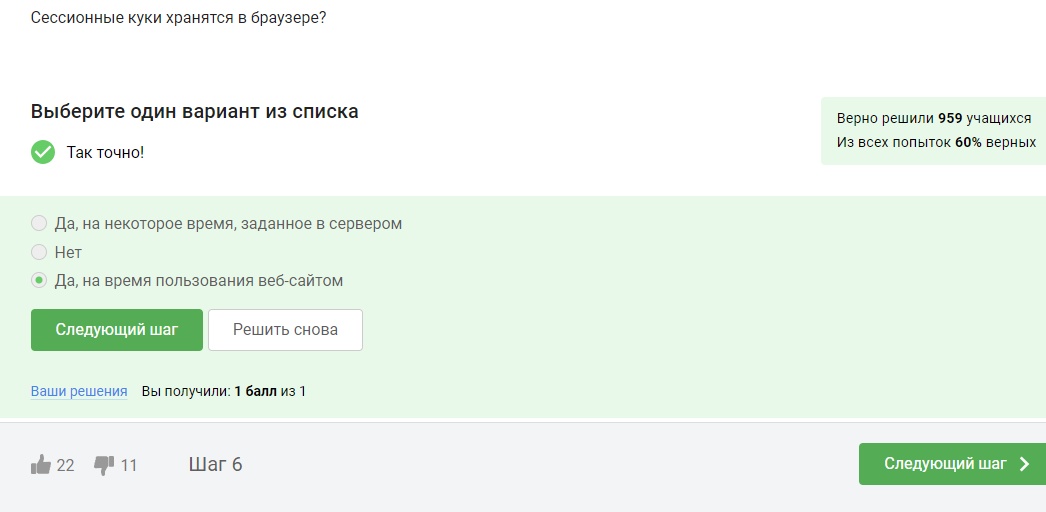 Сессионные куки хранятся в браузере?
Выберите один вариант из списка
Так точно!
Верно решили 959 учащихся
Из всех попыток 60% верных
Да, на некоторое время, заданное в сервером
Нет
Да, на время пользования веб-сайтом
Следующий шаг
Решить снова
Ваши решения Вы получили: 1 балл из 1
22
11
Шаг 6
Следующий шаг